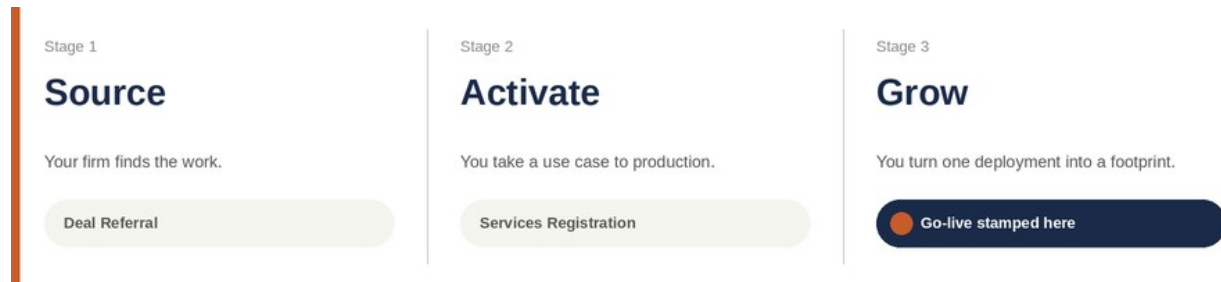 Stage 1
Source
Your firm finds the work.
Deal Referral
Stage 2
Activate
You take a use case to production.
Services Registration
Stage 3
Grow
You turn one deployment into a footprint.
Go-live stamped here